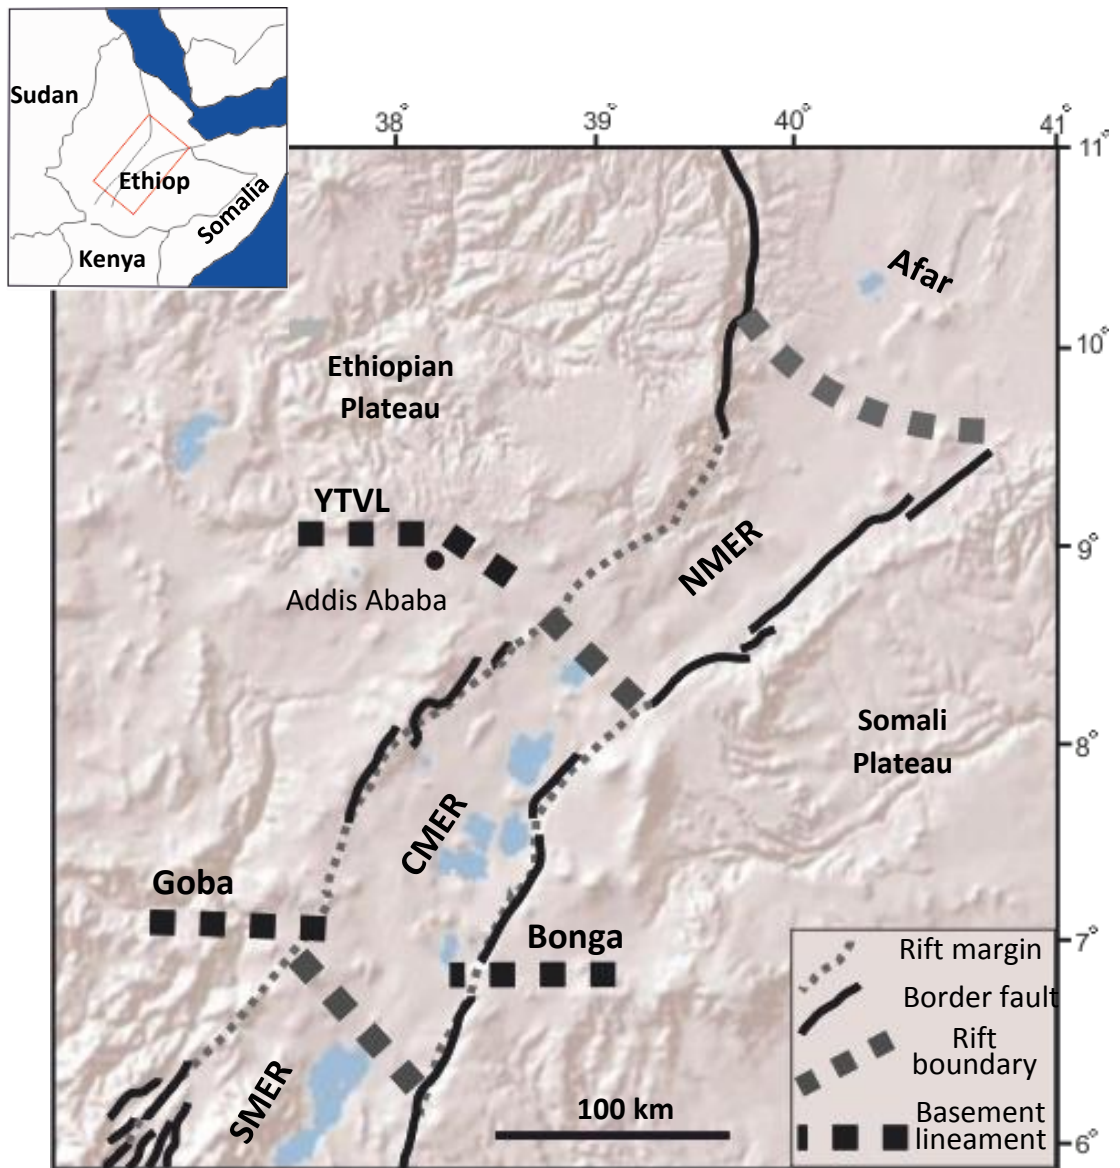 Sudan
Ethiop
Somalia
Kenya
38°
39°
40°
41°
11°
Afar
10°
Ethiopian
Plateau
YTVL
9°
NMER
Addis Ababa
Somali
Plateau
8°
CMER
Goba
Bonga
7°
Rift margin
Border fault
Rift
boundary
SMER
100 km
Basement
lineament
6°